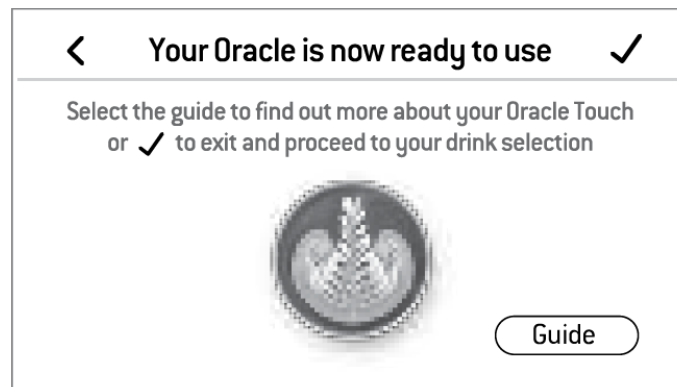 Your Oracle is now ready to use
Select the guide to find out more about your Oracle Touch
or ✓ to exit and proceed to your drink selection
Guide